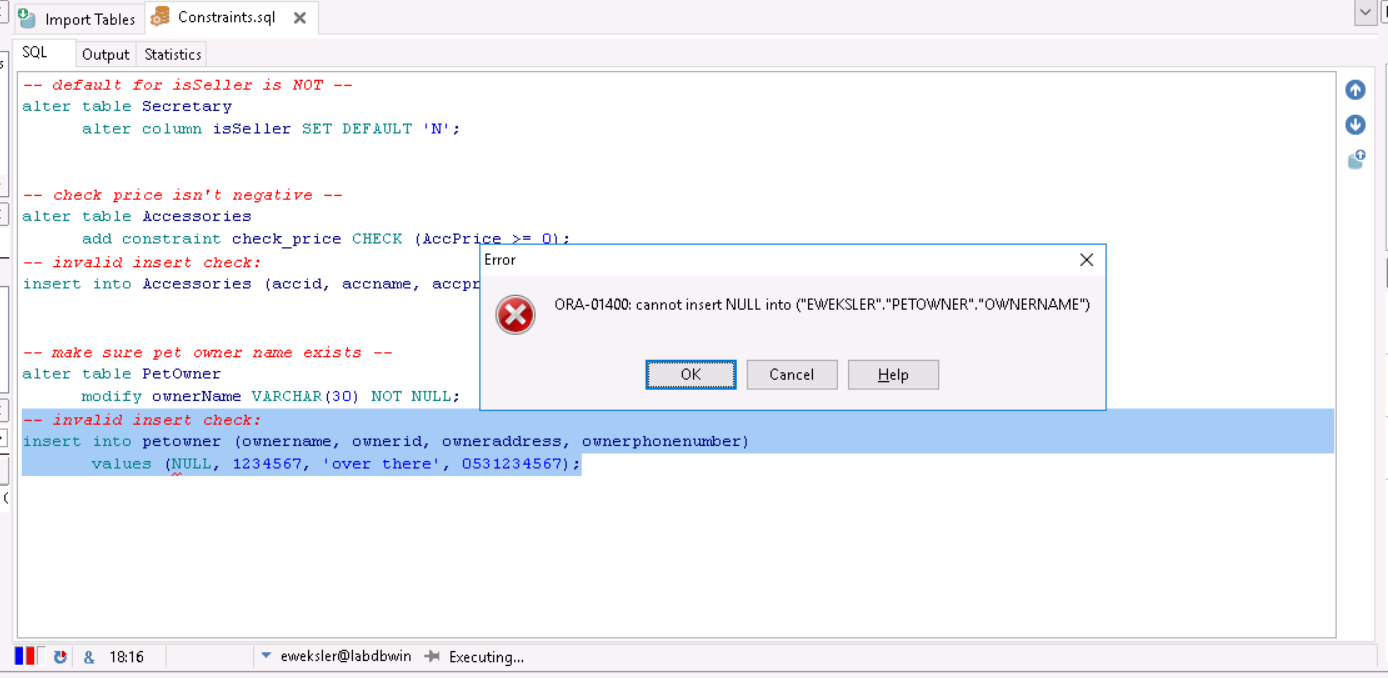 Import Tables
Constraints.sql
SQL
Output
Statistics
-- default for isSeller is NOT --
alter table Secretary
alter column isSeller SET DEFAULT 'N';
-- check price isn't negative --
alter table Accessories
add constraint check_price CHECK (AccPrice >= 0);
-- invalid insert check:
insert into Accessories (accid, accname, accpr
Error
ORA-01400: cannot insert NULL into ("EWEKSLER"."PETOWNER"."OWNERNAME")
OK
Cancel
Help
-- make sure pet owner name exists --
alter table PetOwner
modify ownerName VARCHAR(30) NOT NULL;
-- invalid insert check:
insert into petowner (ownername, ownerid, owneraddress, ownerphonenumber)
values (NULL, 1234567, 'over there', 0531234567);
& 18:16
eweksler@labdbwin
Executing...